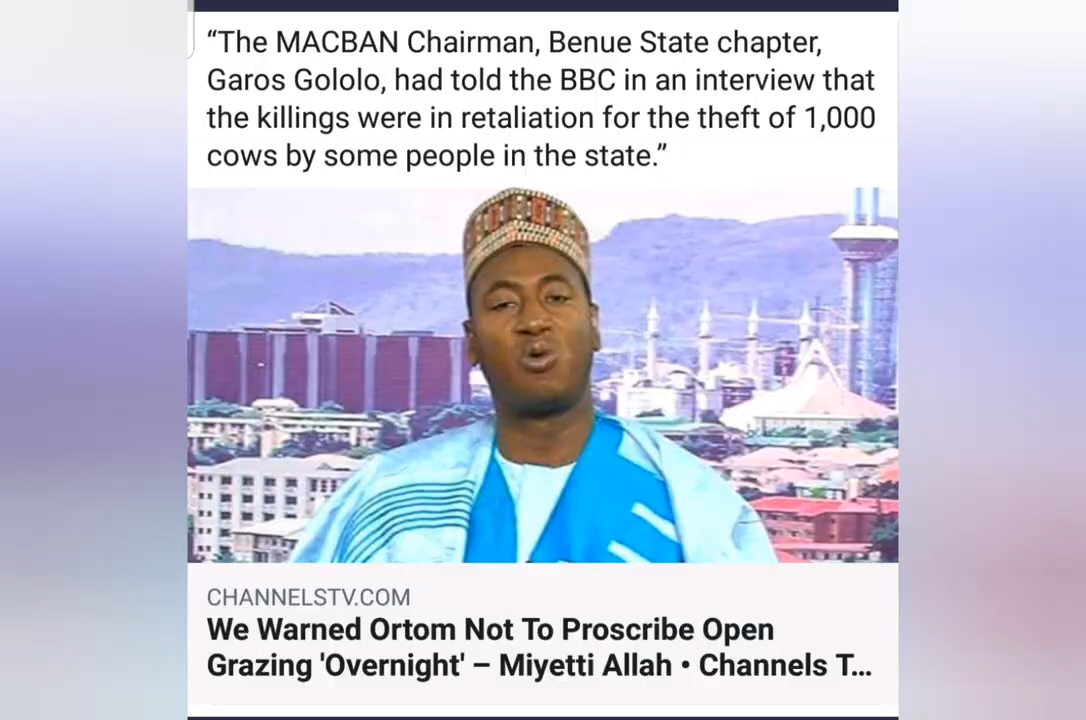 “The MACBAN Chairman, Benue State chapter,
Garos Gololo, had told the BBC in an interview that
the killings were in retaliation for the theft of 1,000
cows by some people in the state.”
CHANNELSTV.COM
We Warned Ortom Not To Proscribe Open
Grazing 'Overnight' – Miyetti Allah • Channels T...